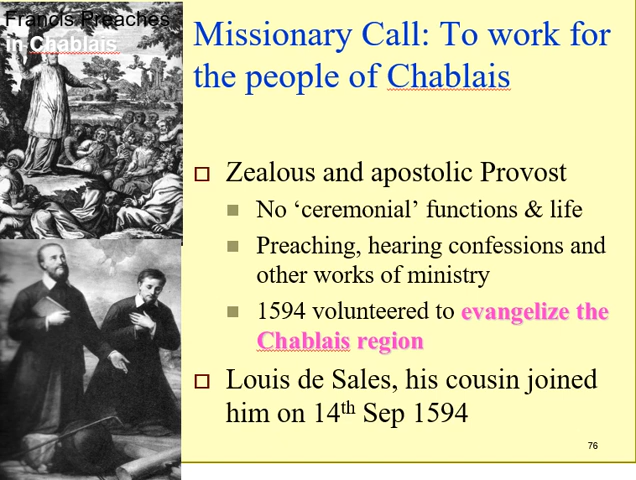 Francis Preaches
in Chablais
Missionary Call: To work for
the people of Chablais
Zealous and apostolic Provost
No ‘ceremonial’ functions & life
Preaching, hearing confessions and
other works of ministry
1594 volunteered to evangelize the
Chablais region
Louis de Sales, his cousin joined
him on 14th Sep 1594
76